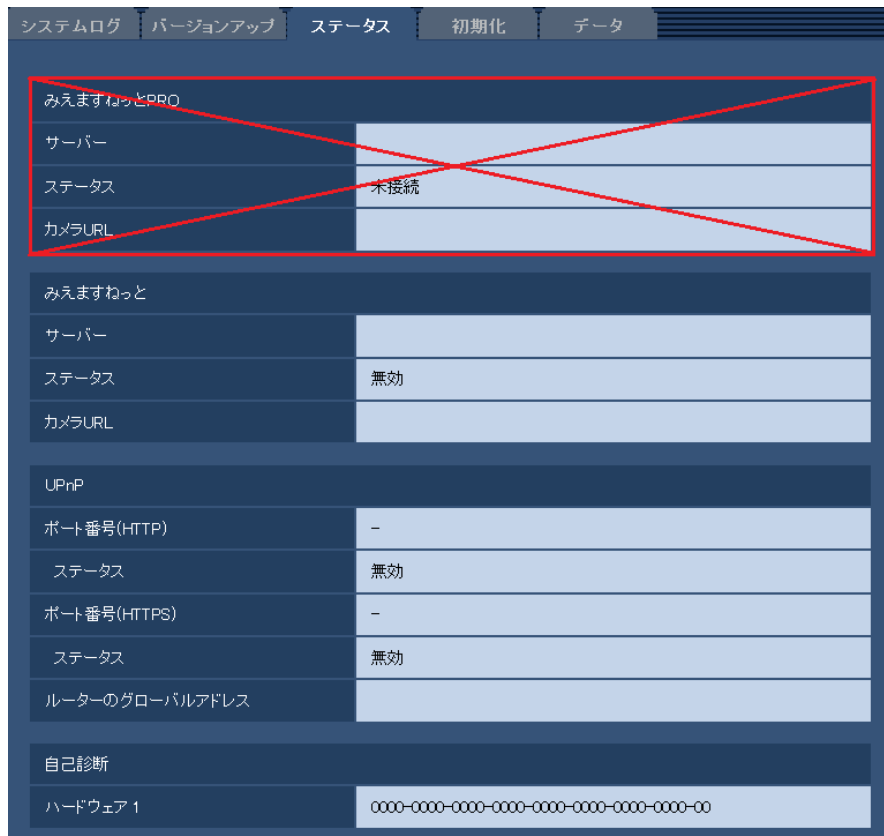 システムログ バージョンアップ ステータス 初期化 データ
みえますねっとPRO
サーバー
ステータス 未接続
カメラURL
みえますねっと
サーバー
ステータス 無効
カメラURL
UPnP
ポート番号(HTTP) -
ステータス 無効
ポート番号(HTTPS) -
ステータス 無効
ルーターのグローバルアドレス
自己診断
ハードウェア1 0000-0000-0000-0000-0000-0000-0000-0000-00